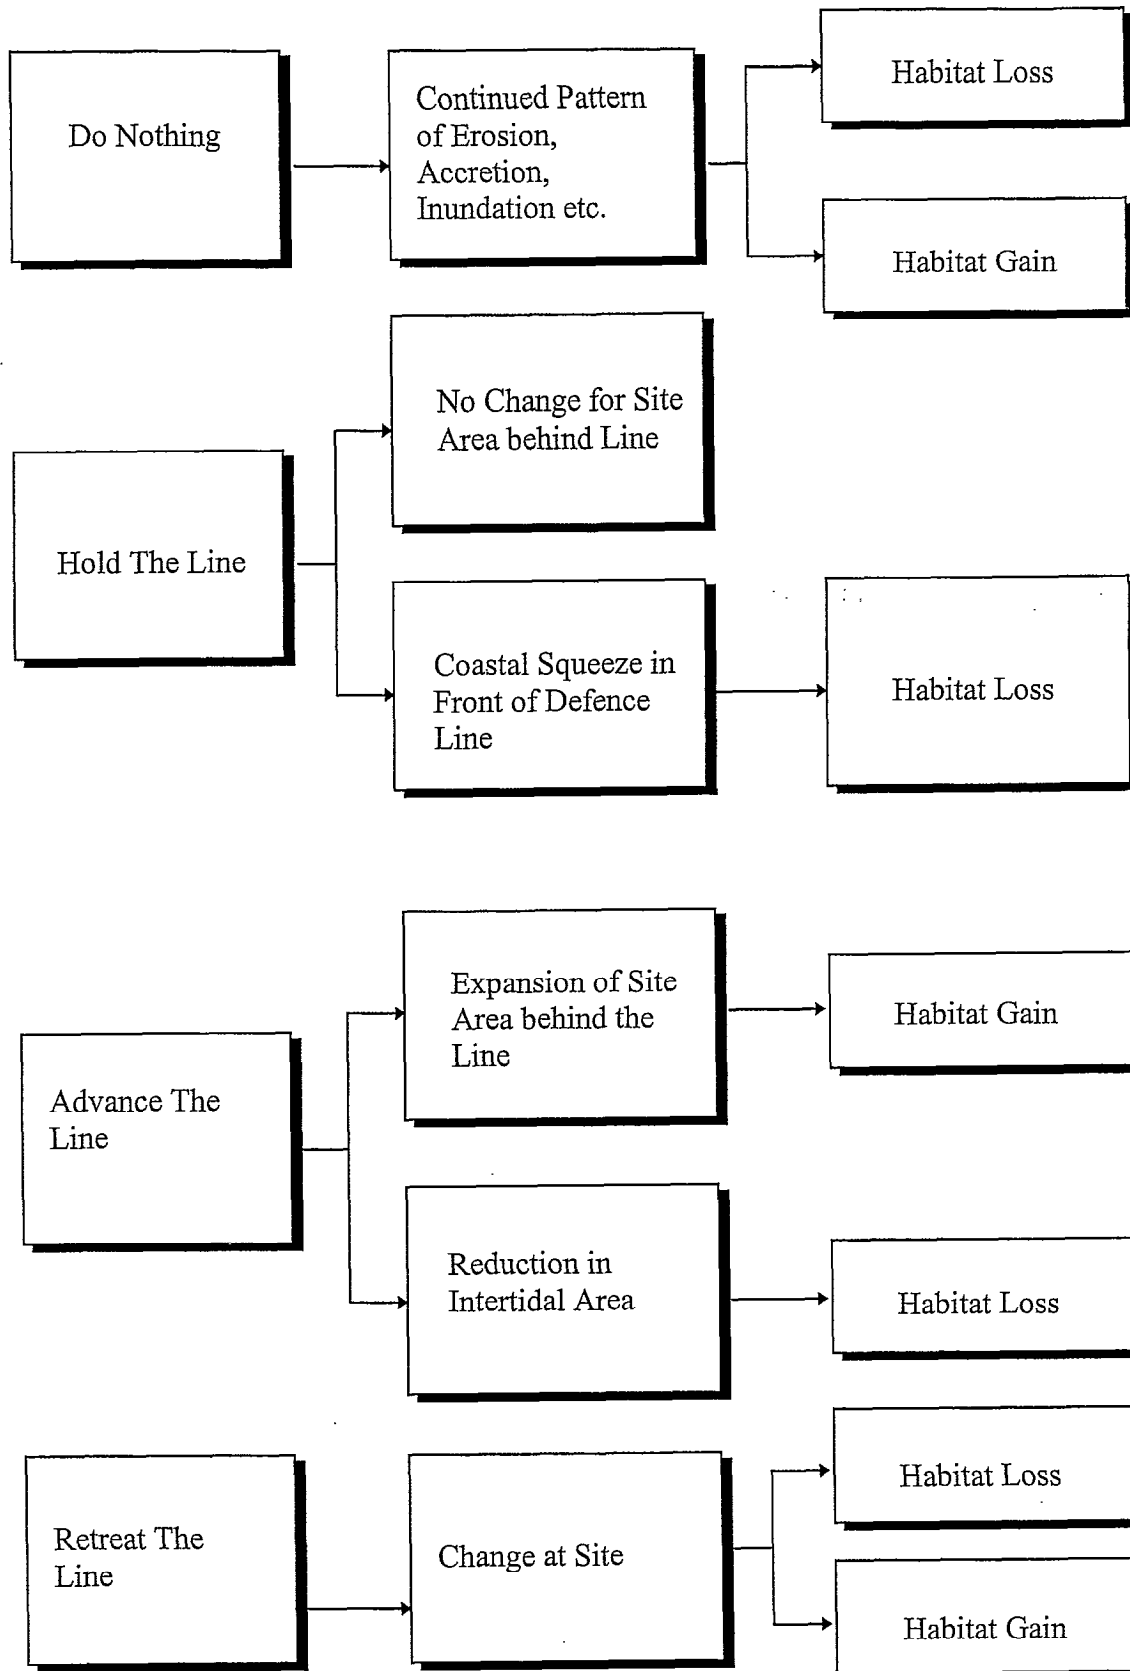 Do Nothing
Continued Pattern
of Erosion,
Accretion,
Inundation etc.
Habitat Loss
Habitat Gain
Hold The Line
No Change for Site
Area behind Line
Coastal Squeeze in
Front of Defence
Line
Habitat Loss
Advance The
Line
Expansion of Site
Area behind the
Line
Habitat Gain
Reduction in
Intertidal Area
Habitat Loss
Retreat The
Line
Change at Site
Habitat Loss
Habitat Gain